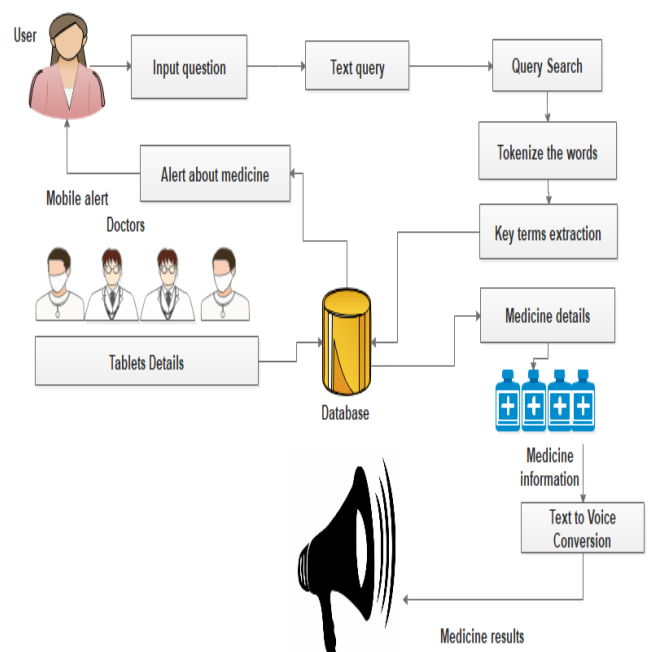 User
Input question
Text query
Query Search
Tokenize the words
Alert about medicine
Mobile alert
Doctors
Key terms extraction
Medicine details
Tablets Details
Database
Medicine
information
Text to Voice
Conversion
Medicine results